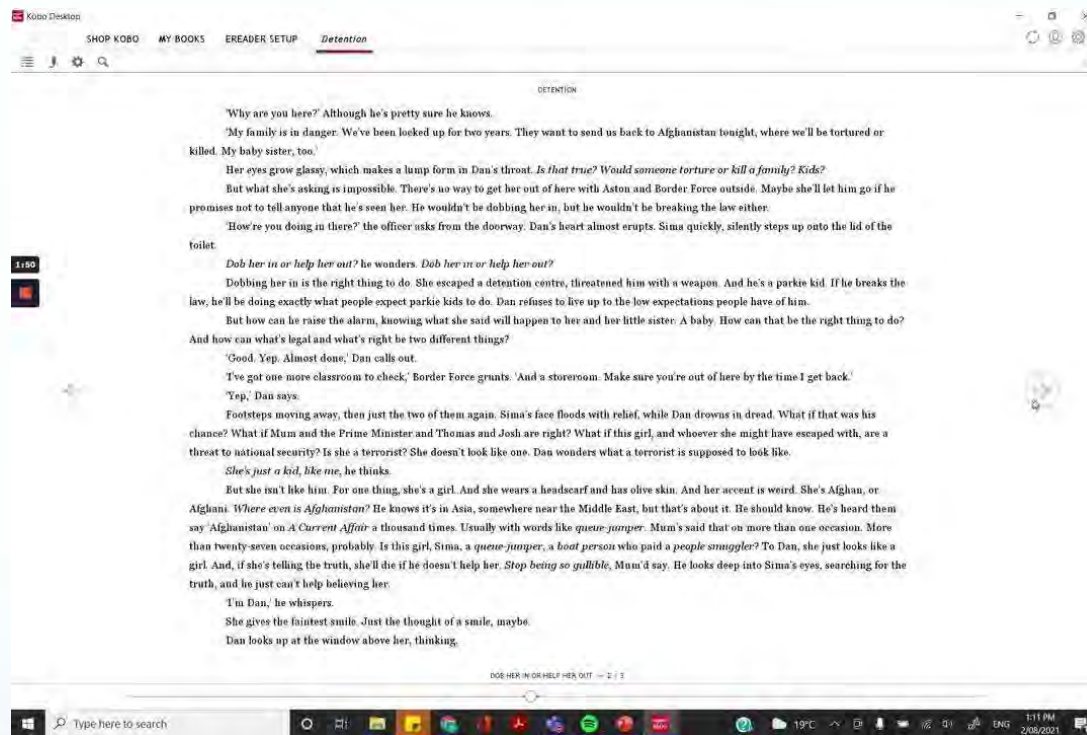 Kobo Desktop
SHOP KOBO MY BOOKS EREADER SETUP Detention
DETENTION
'Why are you here?' Although he's pretty sure he knows.
'My family is in danger. We've been locked up for two years. They want to send us back to Afghanistan tonight, where we'll be tortured or
killed. My baby sister, too.'
Her eyes grow glassy, which makes a lump form in Dan's throat. Is that true? Would someone torture or kill a family? Kids?
But what she's asking is impossible. There's no way to get her out of here with Aston and Border Force outside. Maybe she'll let him go if he
promises not to tell anyone that he's seen her. He wouldn't be dobbing her in, but he wouldn't be breaking the law either.
'How're you doing in there?' the officer asks from the doorway. Dan's heart almost erupts. Sima quickly, silently steps up onto the lid of the
toilet.
1:50
Dob her in or help her out? he wonders. Dob her in or help her out?
Dobbing her in is the right thing to do. She escaped a detention centre, threatened him with a weapon. And he's a parkie kid. If he breaks the
law, he'll be doing exactly what people expect parkie kids to do. Dan refuses to live up to the low expectations people have of him.
But how can he raise the alarm, knowing what she said will happen to her and her little sister. A baby. How can that be the right thing to do?
And how can what's legal and what's right be two different things?
'Good. Yep. Almost done,' Dan calls out.
'I've got one more classroom to check,' Border Force grunts. 'And a storeroom. Make sure you're out of here by the time I get back.'
'Yep,' Dan says.
Footsteps moving away, then just the two of them again. Sima's face floods with relief, while Dan drowns in dread. What if that was his
chance? What if Mum and the Prime Minister and Thomas and Josh are right? What if this girl, and whoever she might have escaped with, are a
threat to national security? Is she a terrorist? She doesn't look like one. Dan wonders what a terrorist is supposed to look like.
She's just a kid, like me, he thinks.
But she isn't like him. For one thing, she's a girl. And she wears a headscarf and has olive skin. And her accent is weird. She's Afghan, or
Afghani. Where even is Afghanistan? He knows it's in Asia, somewhere near the Middle East, but that's about it. He should know. He's heard them
say 'Afghanistan' on A Current Affair a thousand times. Usually with words like queue-jumper. Mum's said that on more than one occasion. More
than twenty-seven occasions, probably. Is this girl, Sima, a queue-jumper, a boat person who paid a people smuggler? To Dan, she just looks like a
girl. And, if she's telling the truth, she'll die if he doesn't help her. Stop being so gullible, Mum'd say. He looks deep into Sima's eyes, searching for the
truth, and he just can't help believing her.
'I'm Dan,' he whispers.
She gives the faintest smile. Just the thought of a smile, maybe.
Dan looks up at the window above her, thinking.
DOB HER IN OR HELP HER OUT — 2 / 3
Type here to search
19°C
ENG
1:11 PM
2/08/2021